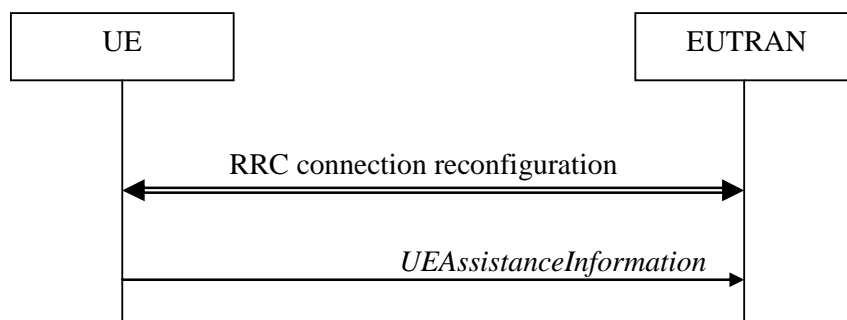 UE
EUTRAN
RRC connection reconfiguration
UEAssistanceInformation